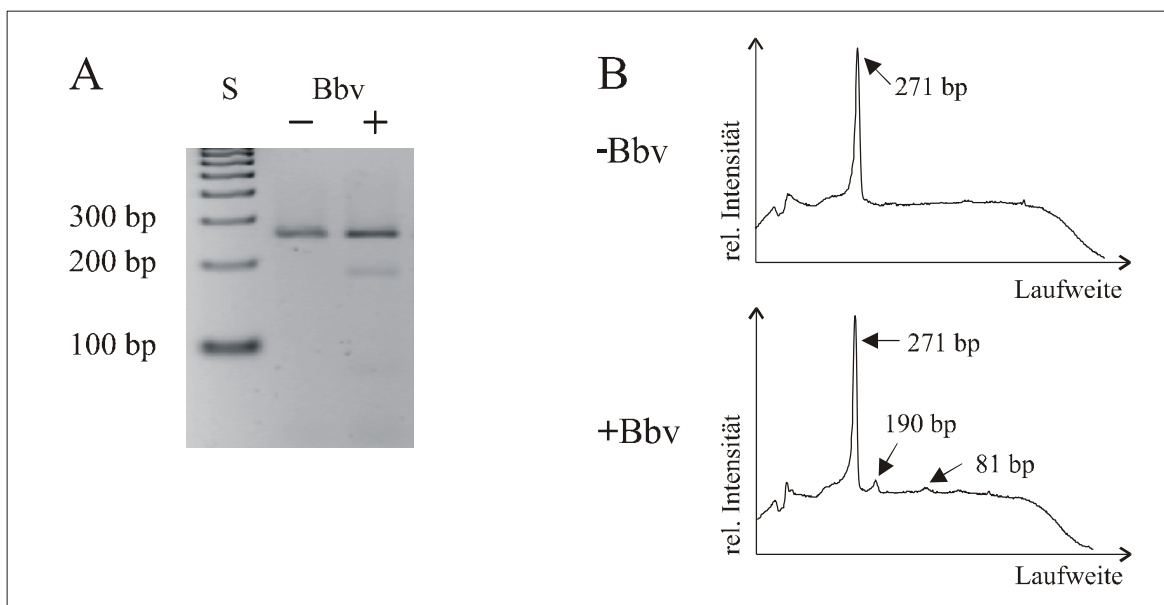 A
S
Bbv
− +
300 bp
200 bp
100 bp
B
-Bbv
rel. Intensität
271 bp
Laufweite
+Bbv
rel. Intensität
271 bp
190 bp
81 bp
Laufweite